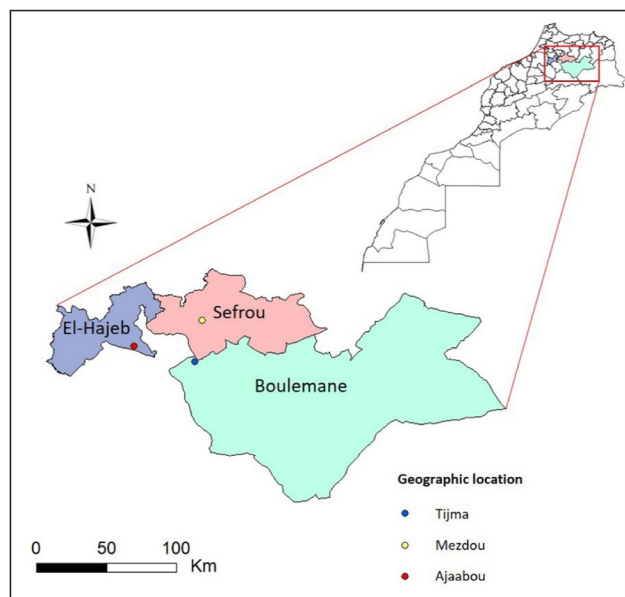 N
El-Hajeb
Sefrou
Boulemane
Geographic location
Tijma
Mezdou
Ajaabou
0 50 100
Km